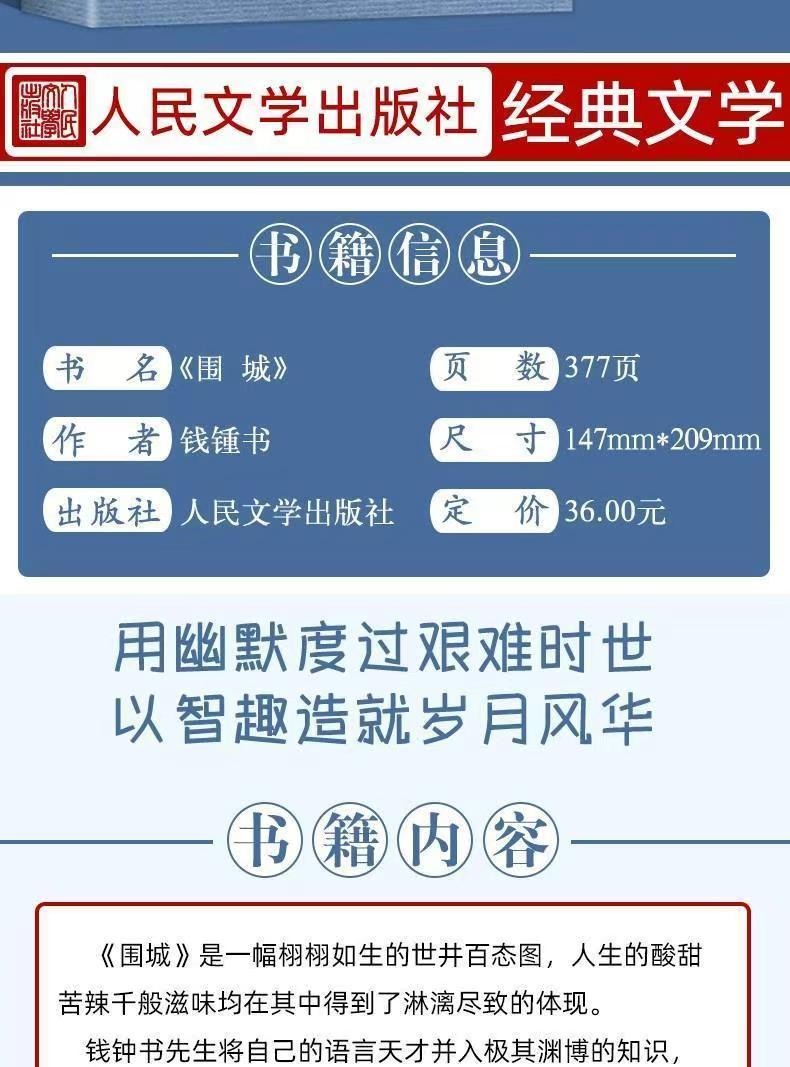 人民文学出版社
人民文学出版社 经典文学
书籍信息
书 名 《围 城》 页 数 377页
作 者 钱锺书 尺 寸 147mm*209mm
出版社 人民文学出版社 定 价 36.00元
用幽默度过艰难时世
以智趣造就岁月风华
书籍内容
《围城》是一幅栩栩如生的世井百态图，人生的酸甜
苦辣千般滋味均在其中得到了淋漓尽致的体现。
钱钟书先生将自己的语言天才并入极其渊博的知识，